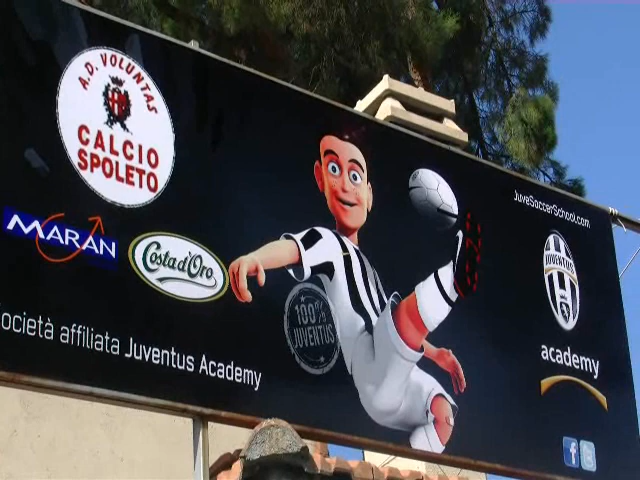 A.D. VOLUNTAS
CALCIO
SPOLETO
MARAN
Costa d'Oro
ocietà affiliata Juventus Academy
100%
JUVENTUS
JuveSoccerSchool.com
JUVENTUS
academy
f t